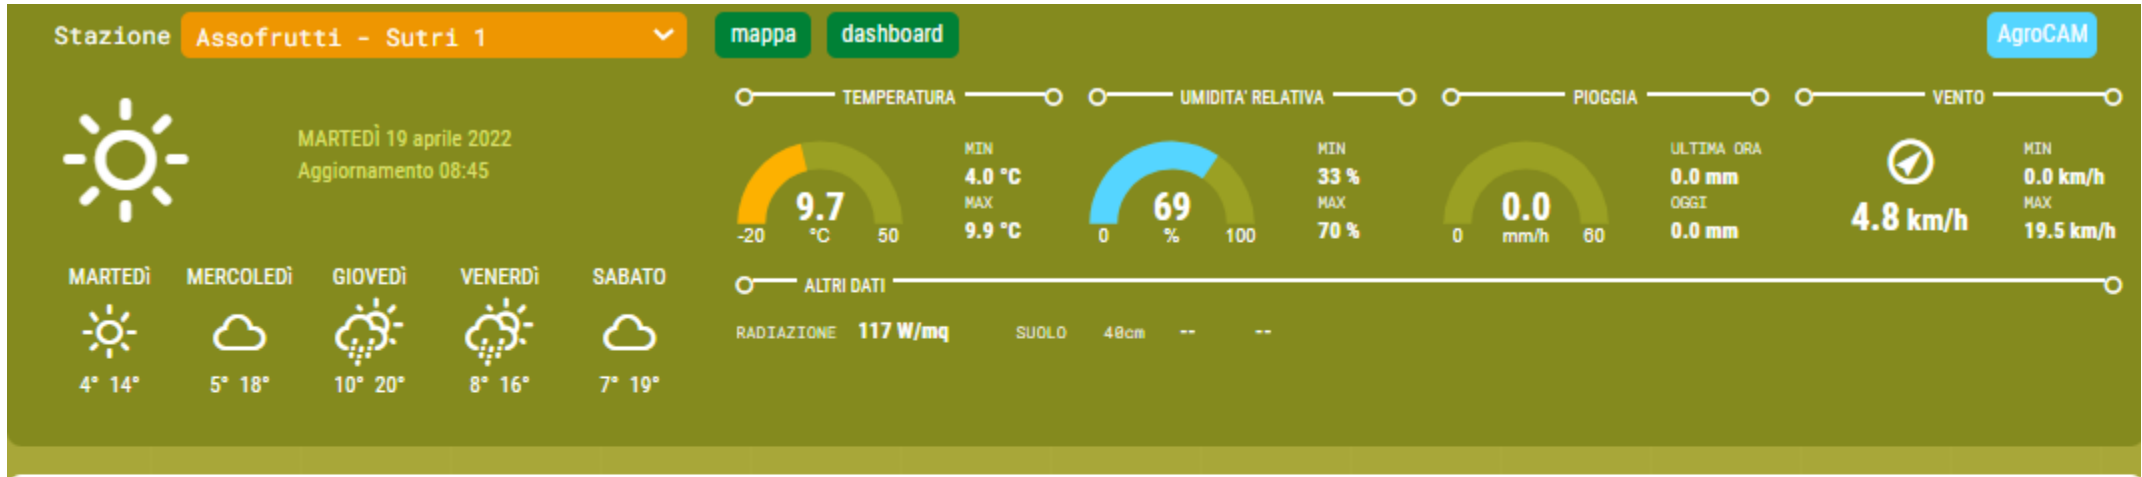 Stazione Assofrutti - Sutri 1 mappa dashboard AgroCAM
MARTEDÌ 19 aprile 2022
Aggiornamento 08:45
TEMPERATURA
9.7
°C
-20 50
MIN
4.0 °C
MAX
9.9 °C
UMIDITA' RELATIVA
69
%
0 100
MIN
33 %
MAX
70 %
PIOGGIA
0.0
mm/h
0 60
ULTIMA ORA
0.0 mm
OGGI
0.0 mm
VENTO
4.8 km/h
MIN
0.0 km/h
MAX
19.5 km/h
MARTEDÌ MERCOLEDÌ GIOVEDÌ VENERDÌ SABATO
4° 14° 5° 18° 10° 20° 8° 16° 7° 19°
ALTRI DATI
RADIAZIONE 117 W/mq SUOLO 40cm -- --